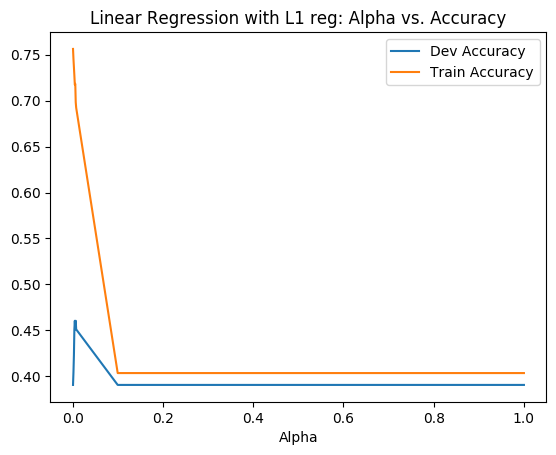 Linear Regression with L1 reg: Alpha vs. Accuracy
Dev Accuracy
Train Accuracy
0.75
0.70
0.65
0.60
0.55
0.50
0.45
0.40
0.0 0.2 0.4 0.6 0.8 1.0
Alpha